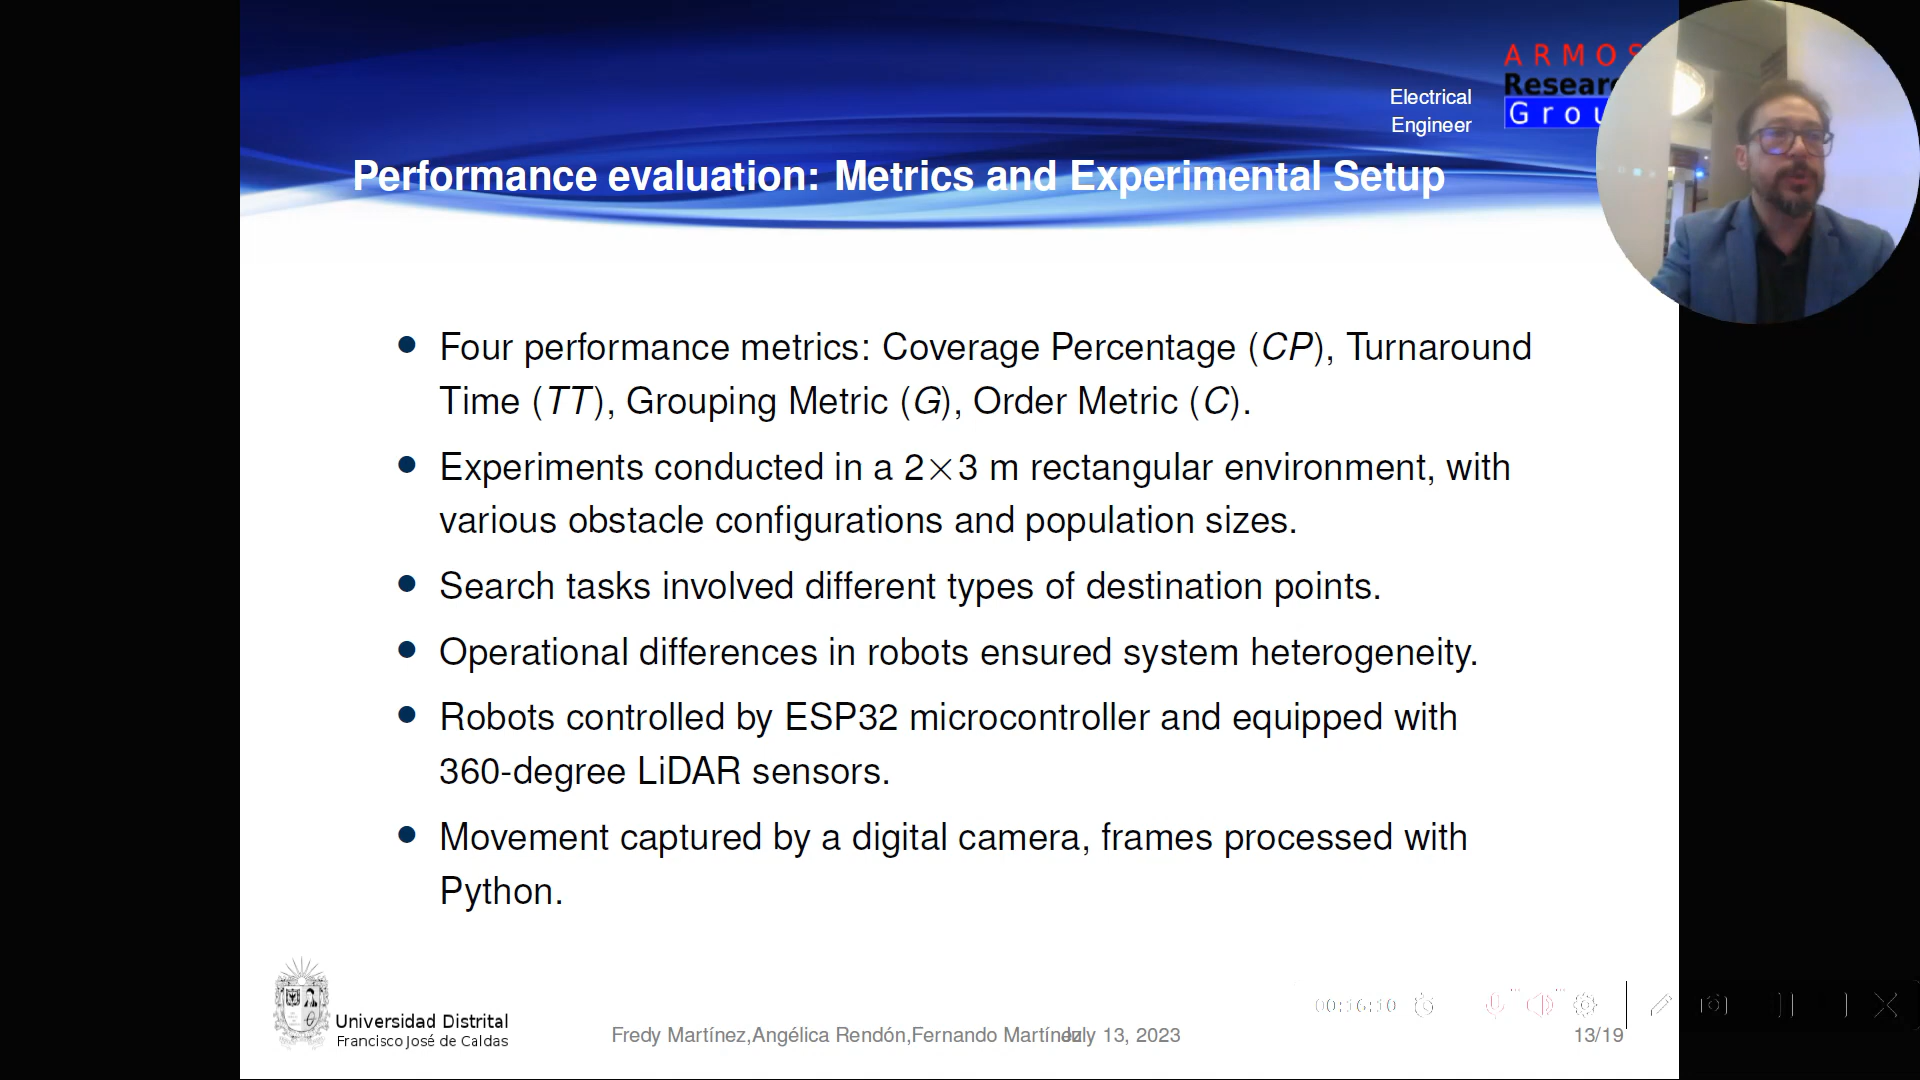 ARMOS
Electrical
Engineer
Performance evaluation: Metrics and Experimental Setup
• Four performance metrics: Coverage Percentage (CP), Turnaround
Time (TT), Grouping Metric (G), Order Metric (C).
• Experiments conducted in a 2×3 m rectangular environment, with
various obstacle configurations and population sizes.
• Search tasks involved different types of destination points.
• Operational differences in robots ensured system heterogeneity.
• Robots controlled by ESP32 microcontroller and equipped with
360-degree LiDAR sensors.
• Movement captured by a digital camera, frames processed with
Python.
00:16:10
Universidad Distrital
Francisco José de Caldas
Fredy Martínez,Angélica Rendón,Fernando Martínez
July 13, 2023
13/19